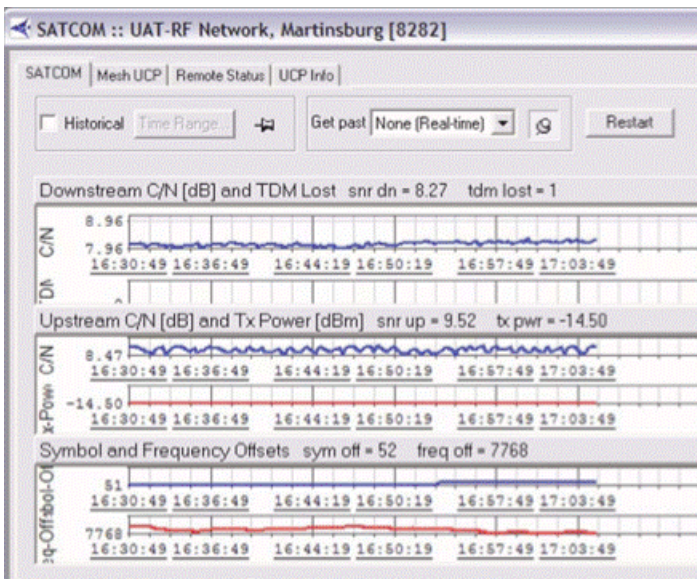 SATCOM :: UAT-RF Network, Martinsburg [8282]
SATCOM Mesh UCP Remote Status UCP Info
Historical Time Range... Get past None (Real-time) Restart
Downstream C/N [dB] and TDM Lost snr dn = 8.27 tdm lost = 1
C/N
8.96
7.96
16:30:49 16:36:49 16:44:19 16:50:19 16:57:49 17:03:49
Upstream C/N [dB] and Tx Power [dBm] snr up = 9.52 tx pwr = -14.50
C/N
8.47
16:30:49 16:36:49 16:44:19 16:50:19 16:57:49 17:03:49
x-Powe
-14.50
16:30:49 16:36:49 16:44:19 16:50:19 16:57:49 17:03:49
Symbol and Frequency Offsets sym off = 52 freq off = 7768
bol-Of
51
16:30:49 16:36:49 16:44:19 16:50:19 16:57:49 17:03:49
eq-Offs
7768
16:30:49 16:36:49 16:44:19 16:50:19 16:57:49 17:03:49